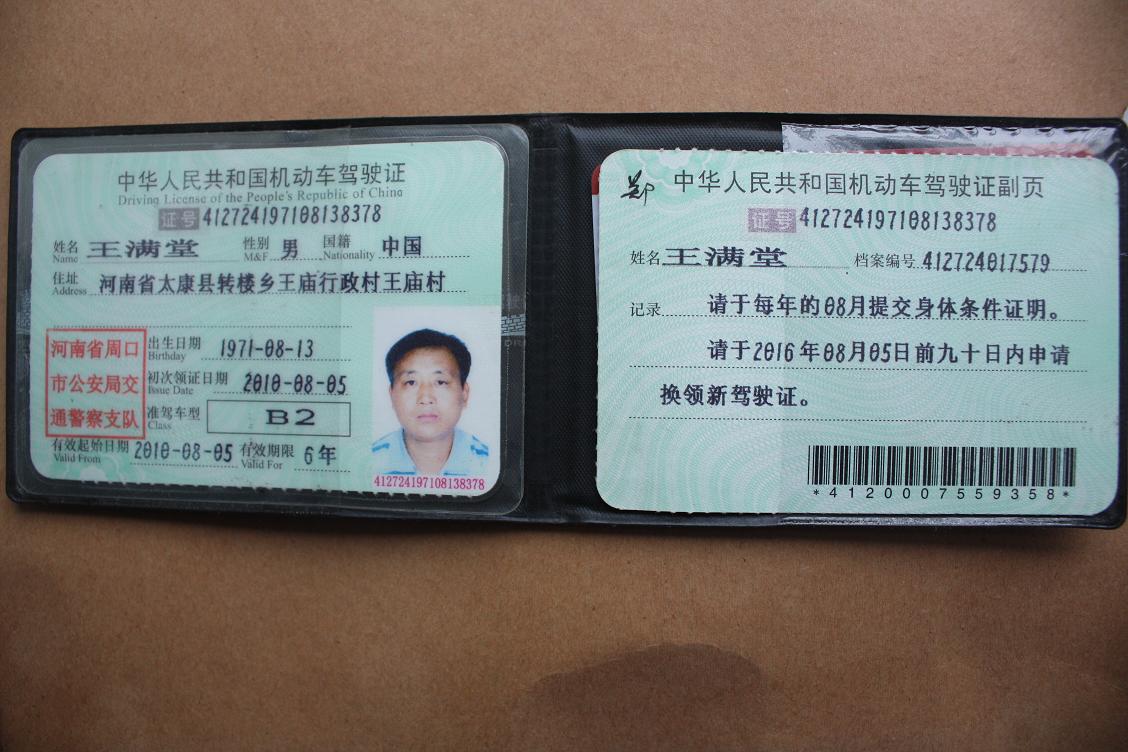 中华人民共和国机动车驾驶证
Driving License of the People's Republic of China
证号 412724197108138378
姓名 王满堂 性别 男 国籍 中国
Name M&F Nationality
住址 河南省太康县转楼乡王庙行政村王庙村
Address
河南省周口
市公安局交
通警察支队
出生日期 1971-08-13
Birthday
初次领证日期 2010-08-05
Issue Date
准驾车型 B2
Class
有效起始日期 2010-08-05 有效期限 6年
Valid From Valid For
412724197108138378
中华人民共和国机动车驾驶证副页
证号 412724197108138378
姓名 王满堂 档案编号 412724017579
记录 请于每年的08月提交身体条件证明。
请于2016年08月05日前九十日内申请
换领新驾驶证。
*4120007559358*